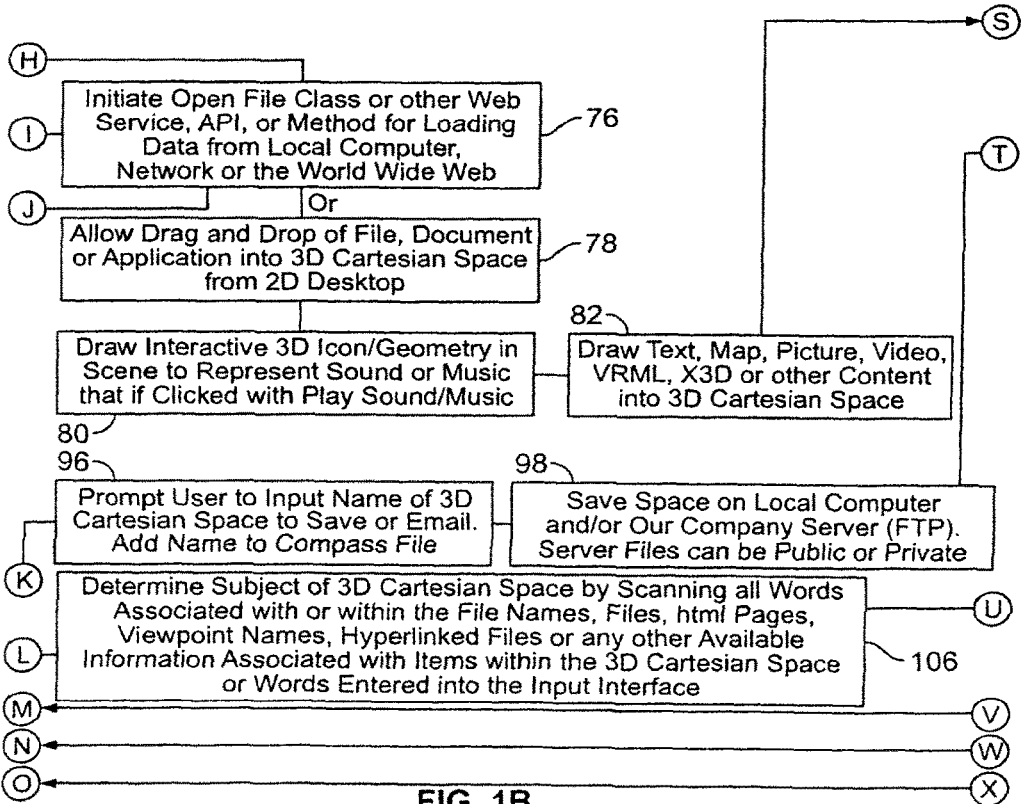 S
H
Initiate Open File Class or other Web
Service, API, or Method for Loading
Data from Local Computer,
Network or the World Wide Web
76
I
T
J
Or
Allow Drag and Drop of File, Document
or Application into 3D Cartesian Space
from 2D Desktop
78
82
Draw Interactive 3D Icon/Geometry in
Scene to Represent Sound or Music
that if Clicked with Play Sound/Music
80
Draw Text, Map, Picture, Video,
VRML, X3D or other Content
into 3D Cartesian Space
96
Prompt User to Input Name of 3D
Cartesian Space to Save or Email.
Add Name to Compass File
98
Save Space on Local Computer
and/or Our Company Server (FTP).
Server Files can be Public or Private
K
Determine Subject of 3D Cartesian Space by Scanning all Words
Associated with or within the File Names, Files, html Pages,
Viewpoint Names, Hyperlinked Files or any other Available
Information Associated with Items within the 3D Cartesian Space
or Words Entered into the Input Interface
U
L
106
M
V
N
W
O
X
FIG. 1B